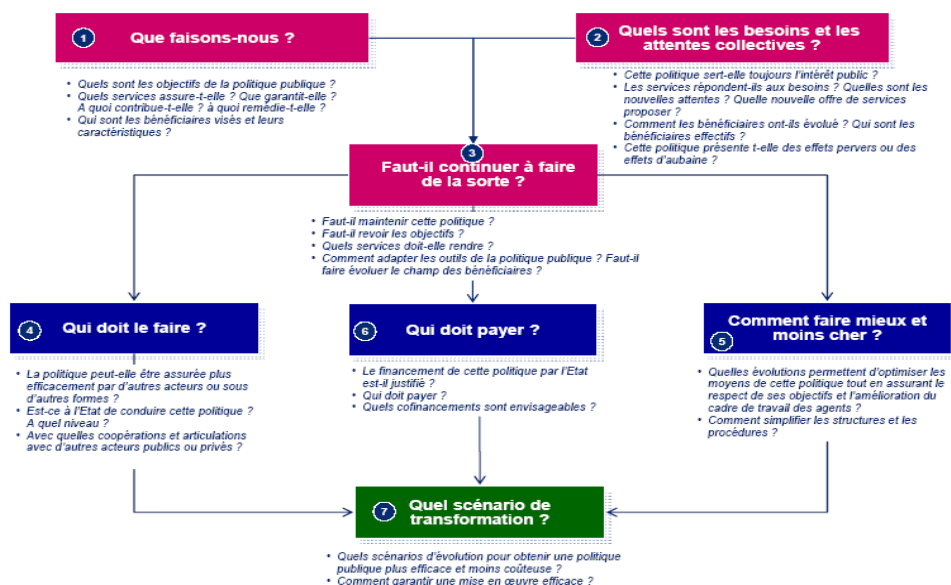 1
Que faisons-nous ?
• Quels sont les objectifs de la politique publique ?
• Quels services assure-t-elle ? Que garantit-elle ?
A quoi contribue-t-elle ? à quoi remédie-t-elle ?
• Qui sont les bénéficiaires visés et leurs
caractéristiques ?
2
Quels sont les besoins et les
attentes collectives ?
• Cette politique sert-elle toujours l'intérêt public ?
• Les services répondent-ils aux besoins ? Quelles sont les
nouvelles attentes ? Quelle nouvelle offre de services
proposer ?
• Comment les bénéficiaires ont-ils évolué ? Qui sont les
bénéficiaires effectifs ?
• Cette politique présente t-elle des effets pervers ou des
effets d'aubaine ?
3
Faut-il continuer à faire
de la sorte ?
• Faut-il maintenir cette politique ?
• Faut-il revoir les objectifs ?
• Quels services doit-elle rendre ?
• Comment adapter les outils de la politique publique ? Faut-il
faire évoluer le champ des bénéficiaires ?
4
Qui doit le faire ?
• La politique peut-elle être assurée plus
efficacement par d'autres acteurs ou sous
d'autres formes ?
• Est-ce à l'Etat de conduire cette politique ?
A quel niveau ?
• Avec quelles coopérations et articulations
avec d'autres acteurs publics ou privés ?
6
Qui doit payer ?
• Le financement de cette politique par l'Etat
est-il justifié ?
• Qui doit payer ?
• Quels cofinancements sont envisageables ?
Comment faire mieux et
moins cher ?
5
• Quelles évolutions permettent d'optimiser les
moyens de cette politique tout en assurant le
respect de ses objectifs et l'amélioration du
cadre de travail des agents ?
• Comment simplifier les structures et les
procédures ?
7
Quel scénario de
transformation ?
• Quels scénarios d'évolution pour obtenir une politique
publique plus efficace et moins coûteuse ?
• Comment garantir une mise en œuvre efficace ?